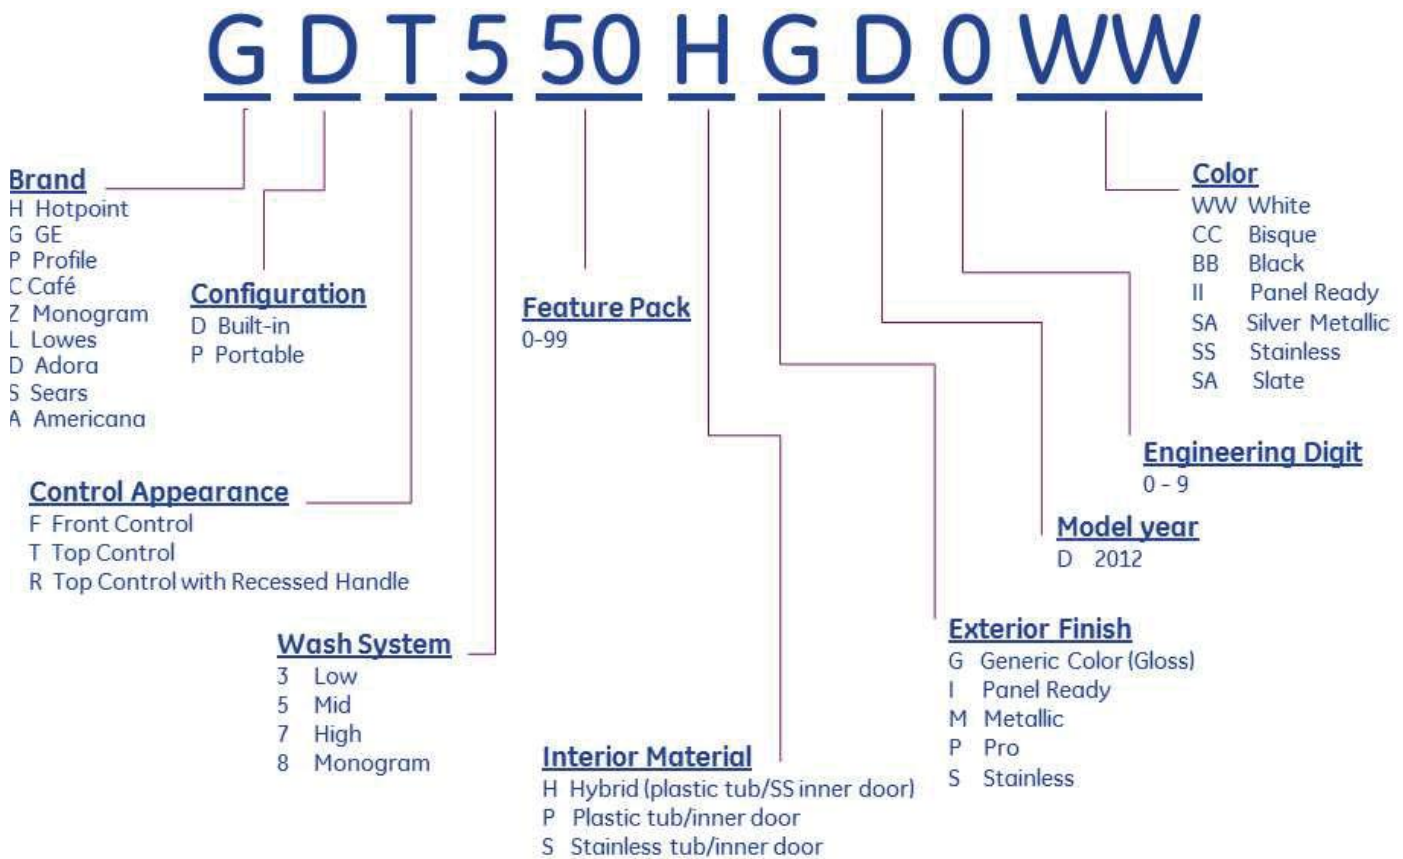 GDT550HGD0WW
Brand
H Hotpoint
G GE
P Profile
C Café
Z Monogram
L Lowes
D Adora
S Sears
A Americana
Configuration
D Built-in
P Portable
Feature Pack
0-99
Color
WW White
CC Bisque
BB Black
II Panel Ready
SA Silver Metallic
SS Stainless
SA Slate
Engineering Digit
0 - 9
Control Appearance
F Front Control
T Top Control
R Top Control with Recessed Handle
Model year
D 2012
Wash System
3 Low
5 Mid
7 High
8 Monogram
Exterior Finish
G Generic Color (Gloss)
I Panel Ready
M Metallic
P Pro
S Stainless
Interior Material
H Hybrid (plastic tub/SS inner door)
P Plastic tub/inner door
S Stainless tub/inner door